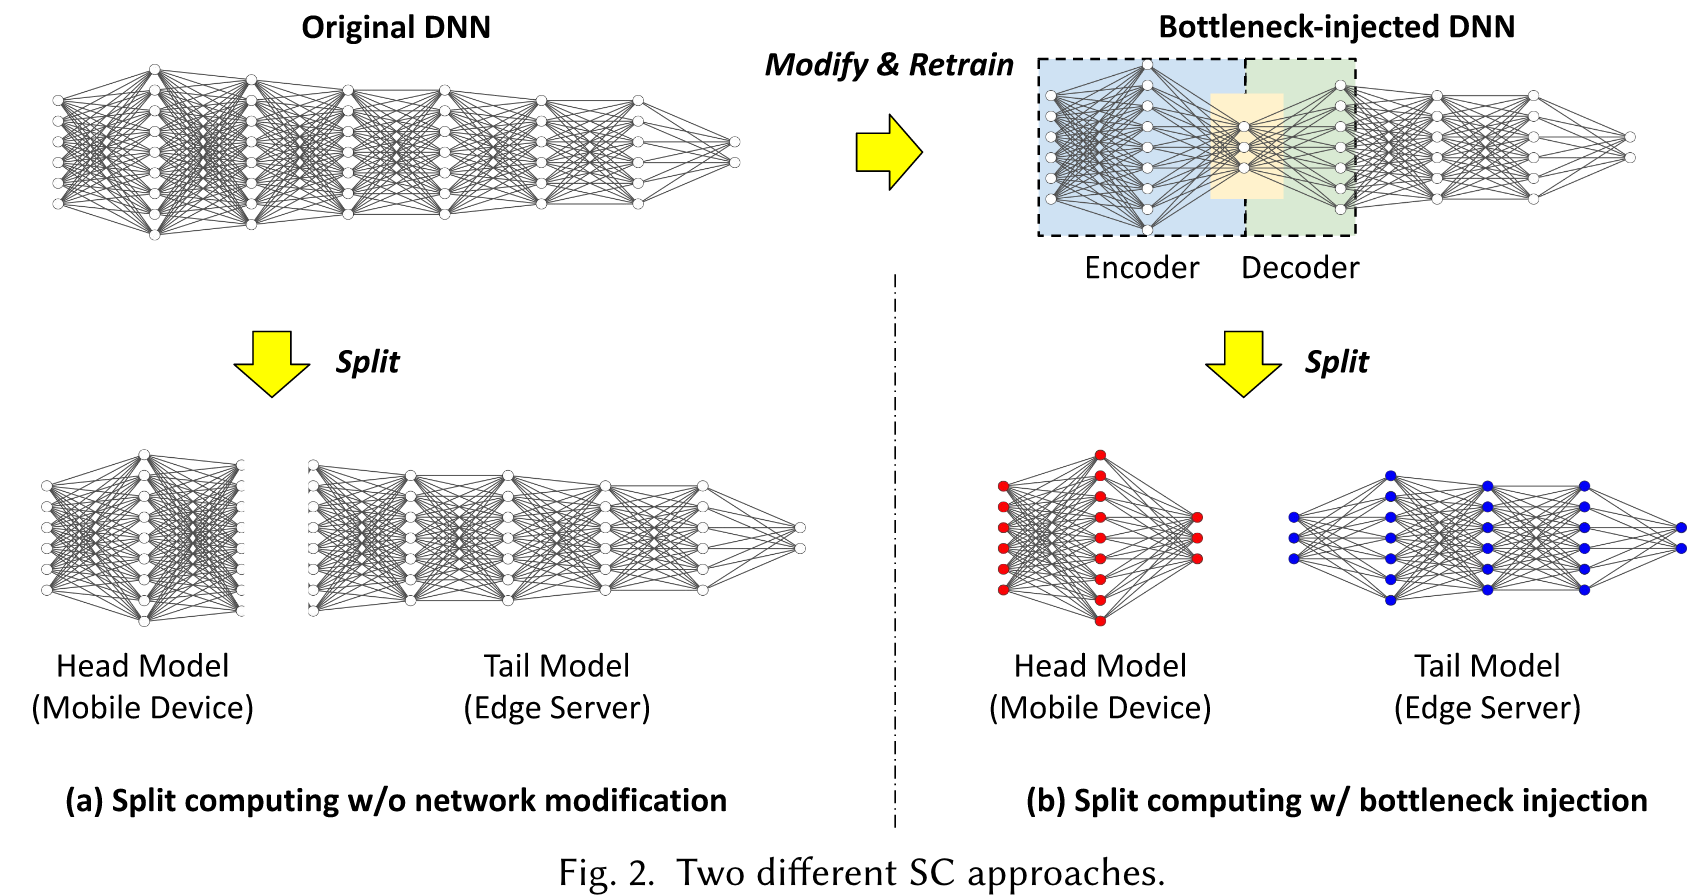 Original DNN
Modify & Retrain
Bottleneck-injected DNN
Encoder
Decoder
Split
Split
Head Model
(Mobile Device)
Tail Model
(Edge Server)
Head Model
(Mobile Device)
Tail Model
(Edge Server)
(a) Split computing w/o network modification
(b) Split computing w/ bottleneck injection
Fig. 2. Two different SC approaches.